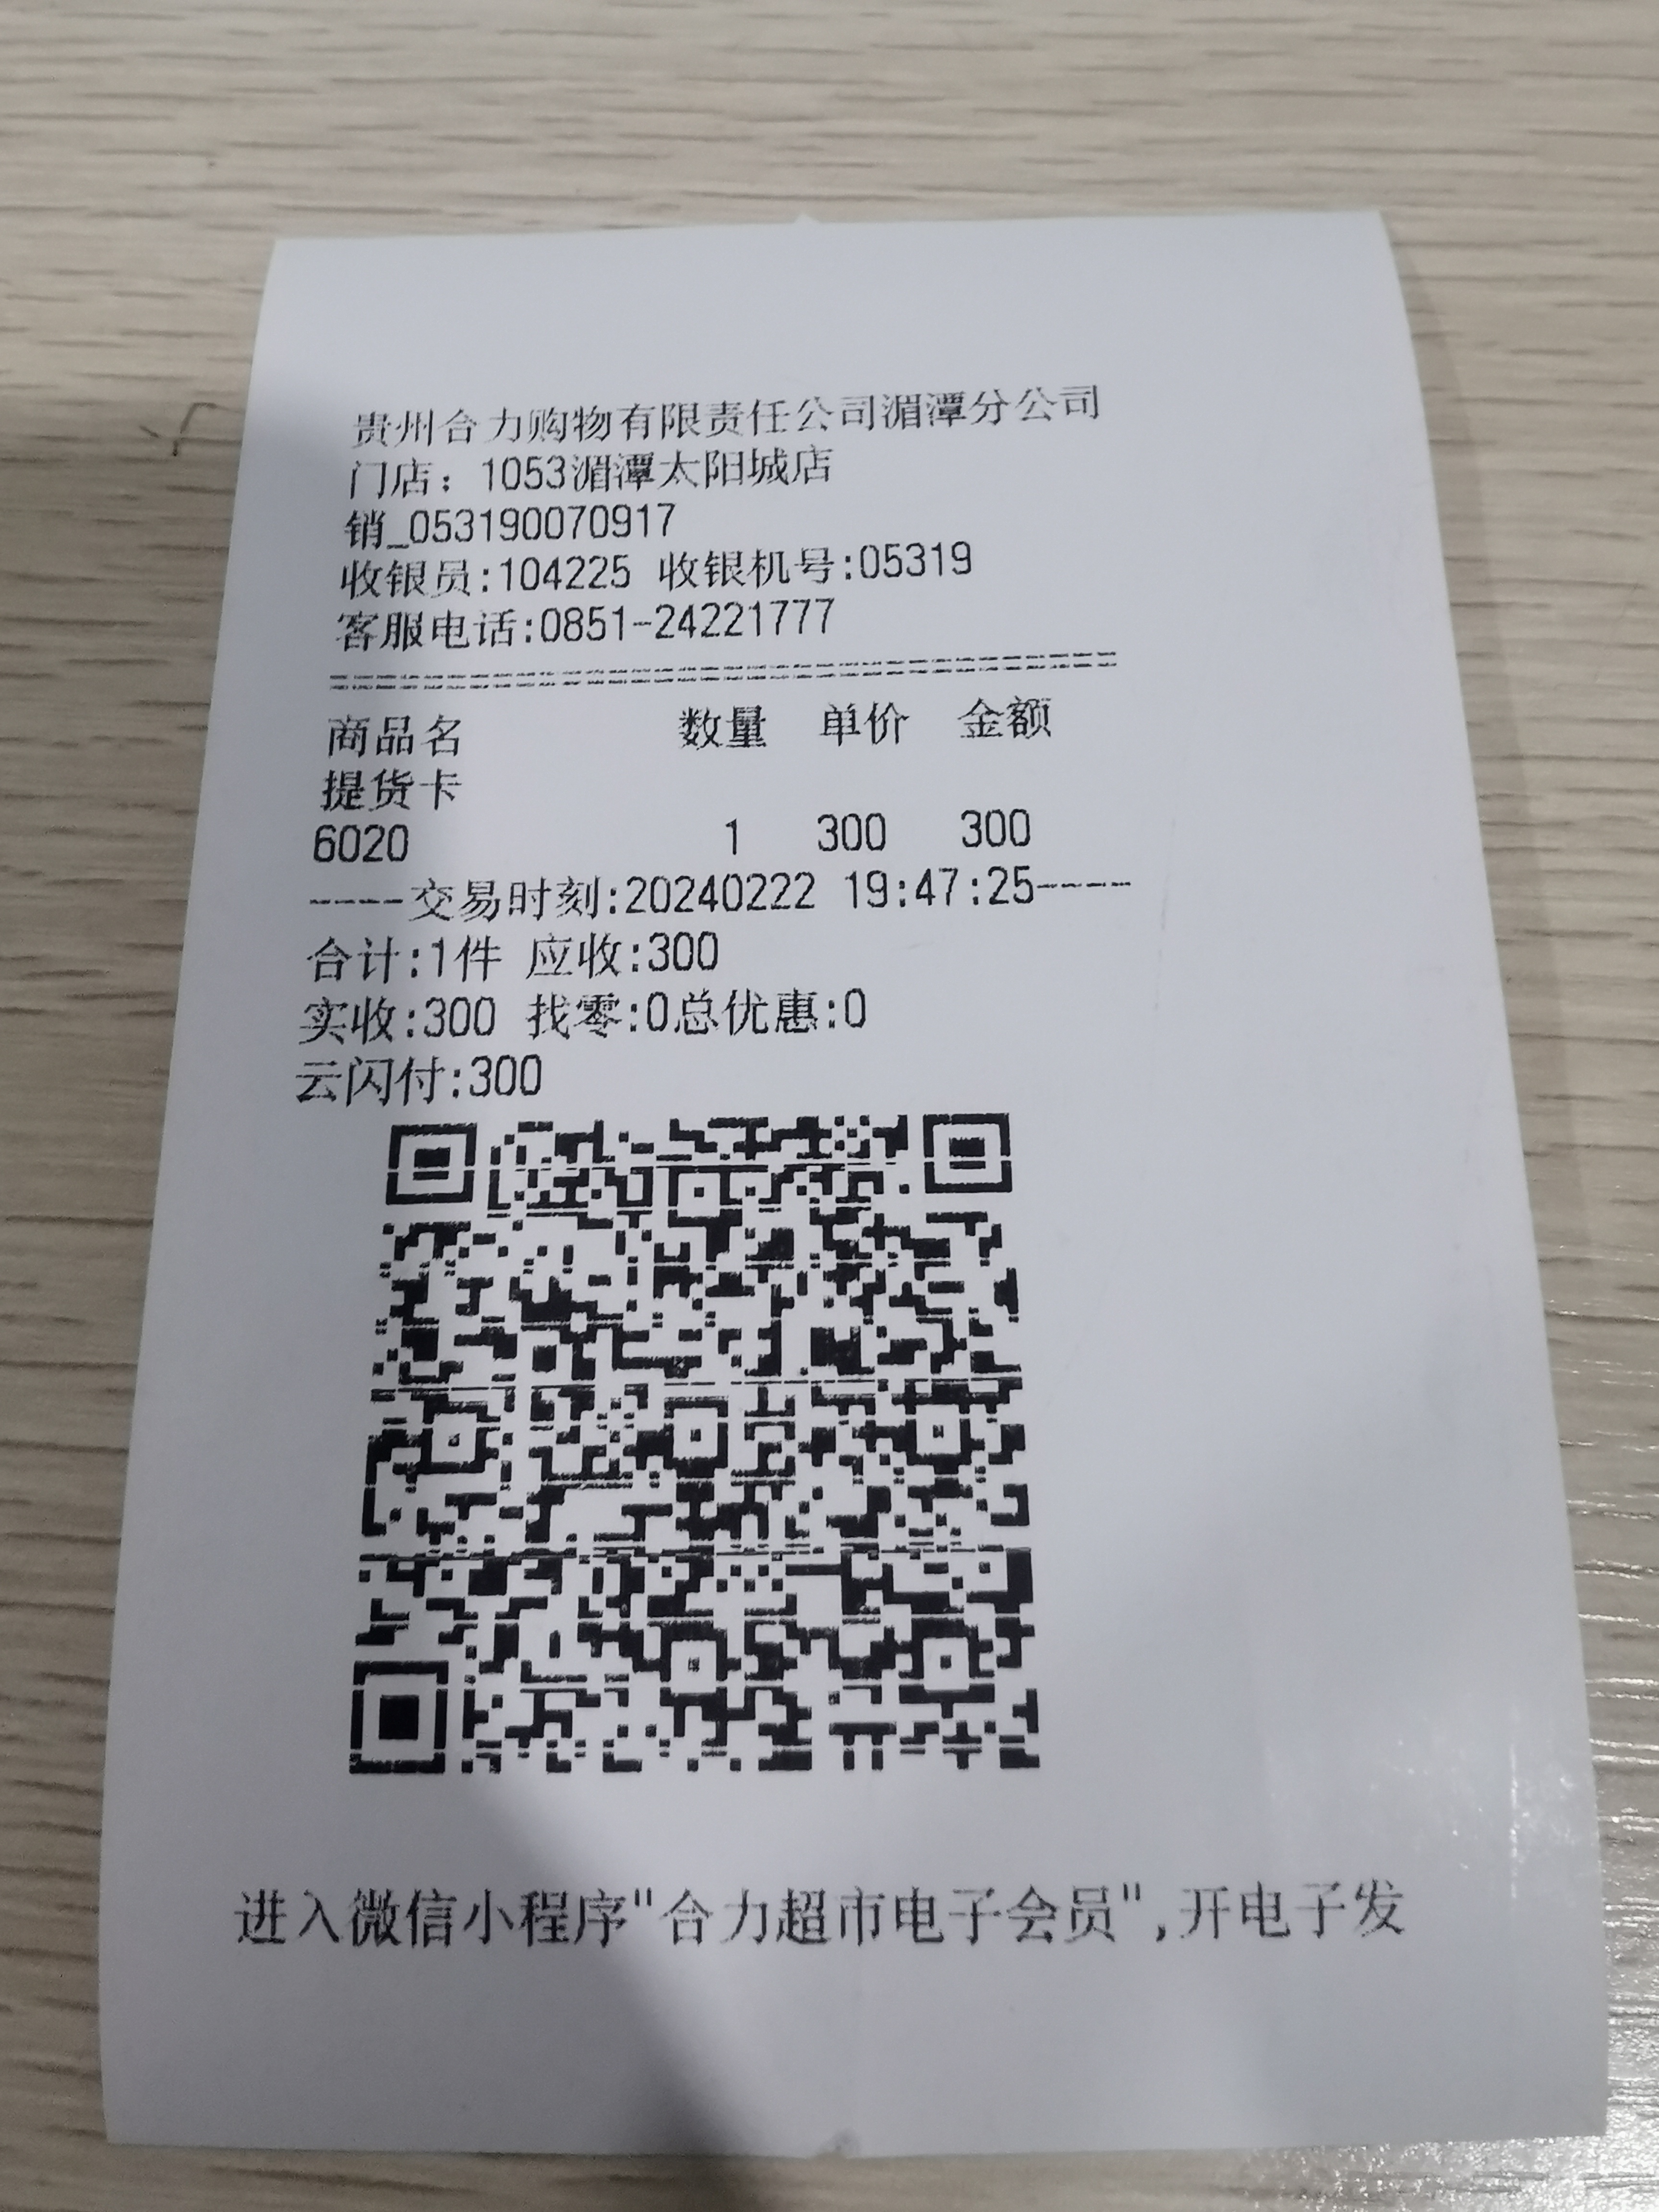 贵州合力购物有限责任公司湄潭分公司
门店：1053湄潭太阳城店
销_053190070917
收银员:104225 收银机号:05319
客服电话:0851-24221777
商品名 数量 单价 金额
提货卡
6020 1 300 300
----交易时刻:20240222 19:47:25----
合计:1件 应收:300
实收:300 找零:0总优惠:0
云闪付:300
进入微信小程序"合力超市电子会员",开电子发